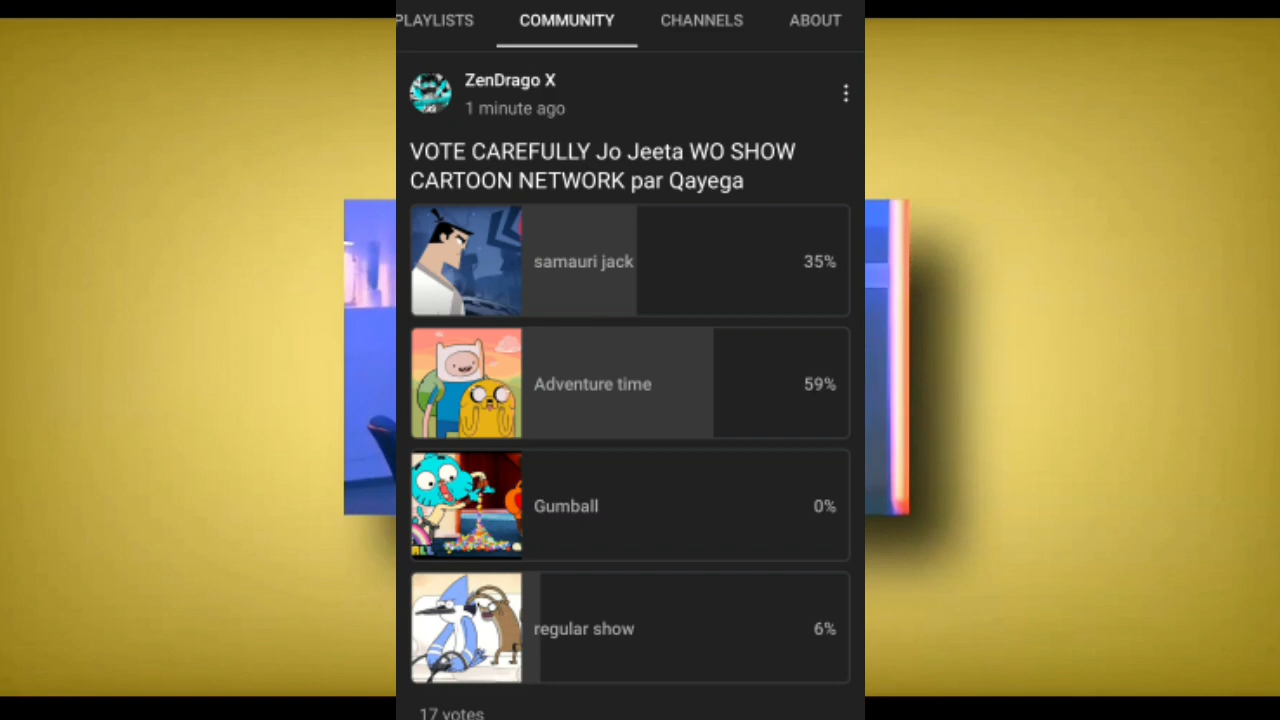 PLAYLISTS COMMUNITY CHANNELS ABOUT
ZenDrago X
1 minute ago
VOTE CAREFULLY Jo Jeeta WO SHOW
CARTOON NETWORK par Qayega
samauri jack 35%
Adventure time 59%
ALL
Gumball 0%
regular show 6%
17 votes